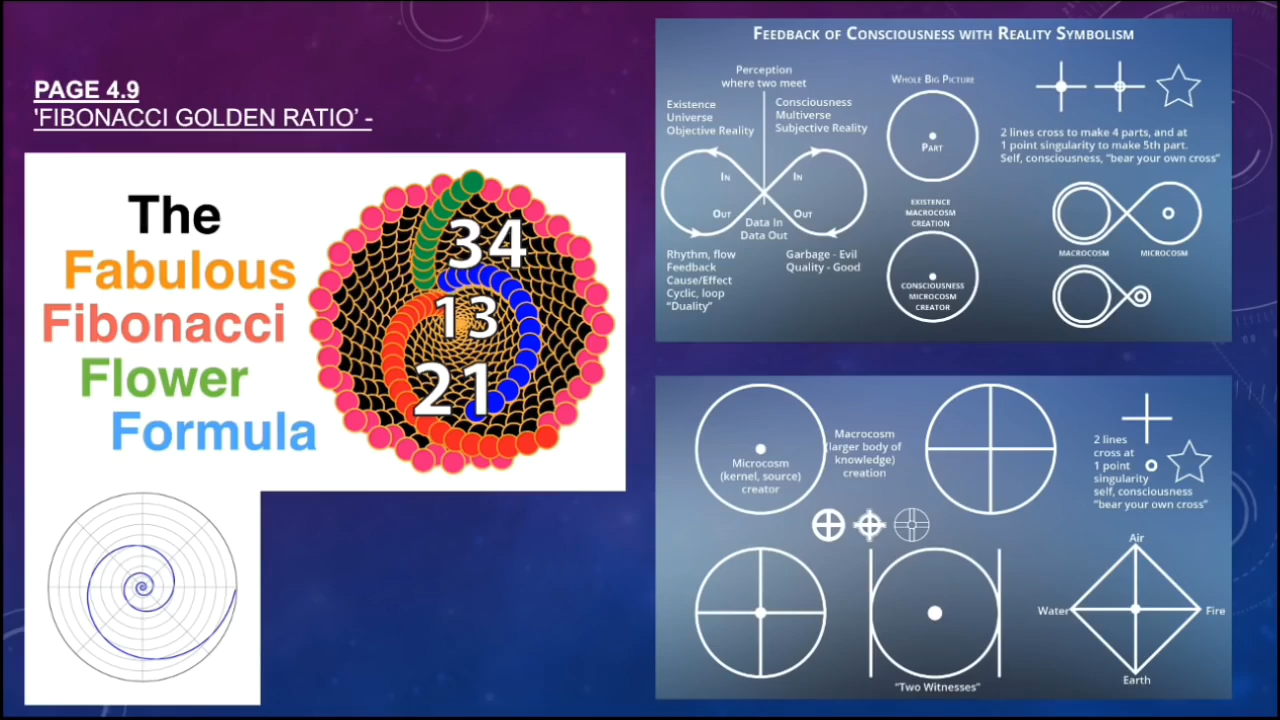 PAGE 4.9
'FIBONACCI GOLDEN RATIO' -
The
Fabulous
Fibonacci
Flower
Formula
34
13
21
FEEDBACK OF CONSCIOUSNESS WITH REALITY SYMBOLISM
Perception
where two meet
Existence
Universe
Objective Reality
Consciousness
Multiverse
Subjective Reality
IN
IN
OUT
OUT
Data In
Data Out
Rhythm, flow
Feedback
Cause/Effect
Cyclic, loop
"Duality"
Garbage - Evil
Quality - Good
WHOLE BIG PICTURE
PART
EXISTENCE
MACROCOSM
CREATION
CONSCIOUSNESS
MICROCOSM
CREATOR
2 lines cross to make 4 parts, and at
1 point singularity to make 5th part.
Self, consciousness, "bear your own cross"
MACROCOSM
MICROCOSM
Microcosm
(kernel, source)
creator
Macrocosm
(larger body of
knowledge)
creation
2 lines
cross at
1 point
singularity
self, consciousness
"bear your own cross"
"Two Witnesses"
Air
Water
Fire
Earth